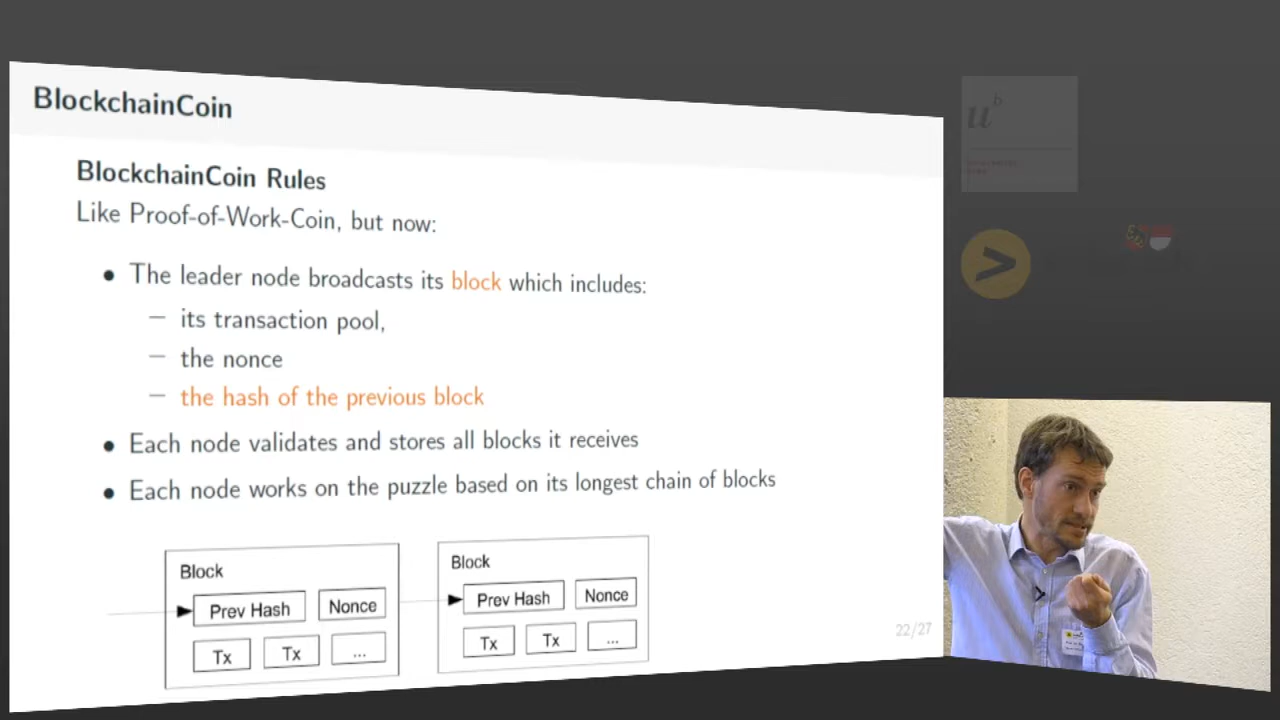 BlockchainCoin
BlockchainCoin Rules
Like Proof-of-Work-Coin, but now:
• The leader node broadcasts its block which includes:
– its transaction pool,
– the nonce
– the hash of the previous block
• Each node validates and stores all blocks it receives
• Each node works on the puzzle based on its longest chain of blocks
Block
Prev Hash Nonce
Tx Tx ...
Block
Prev Hash Nonce
Tx Tx ...
22/27
u b